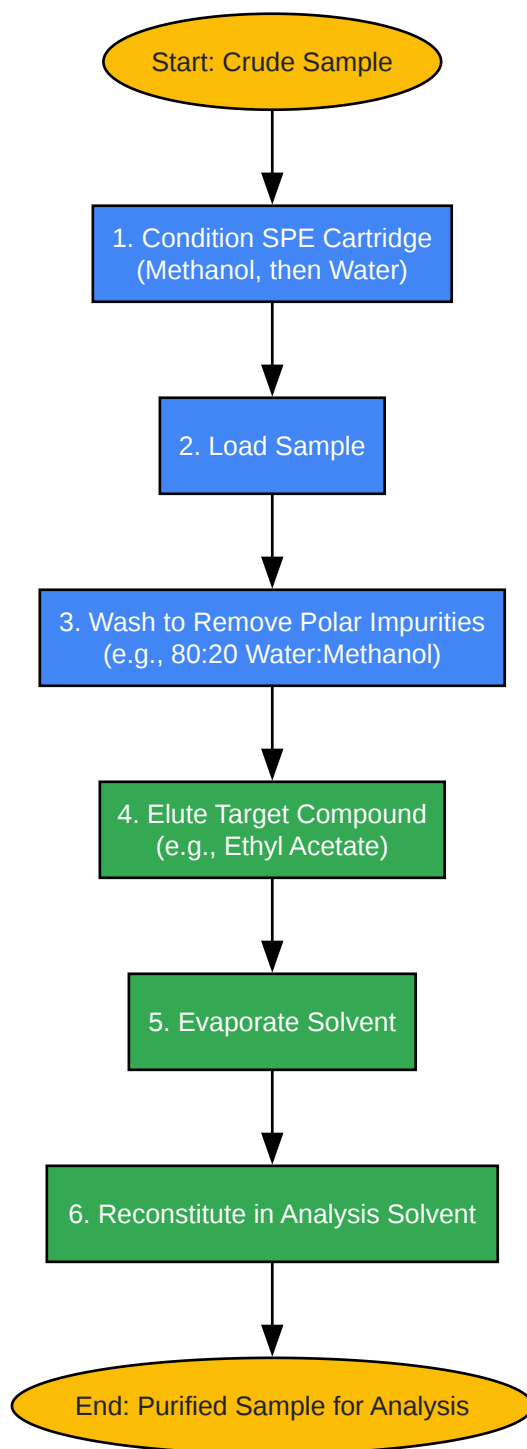 Start: Crude Sample
1. Condition SPE Cartridge
(Methanol, then Water)
2. Load Sample
3. Wash to Remove Polar Impurities
(e.g., 80:20 Water:Methanol)
4. Elute Target Compound
(e.g., Ethyl Acetate)
5. Evaporate Solvent
6. Reconstitute in Analysis Solvent
End: Purified Sample for Analysis